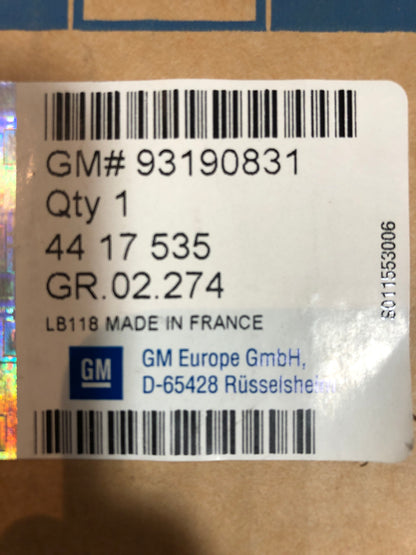 GM# 93190831
Qty 1
44 17 535
GR.02.274
LB118 MADE IN FRANCE
GM
GM Europe GmbH,
D-65428 Rüsselsheim
S011553006